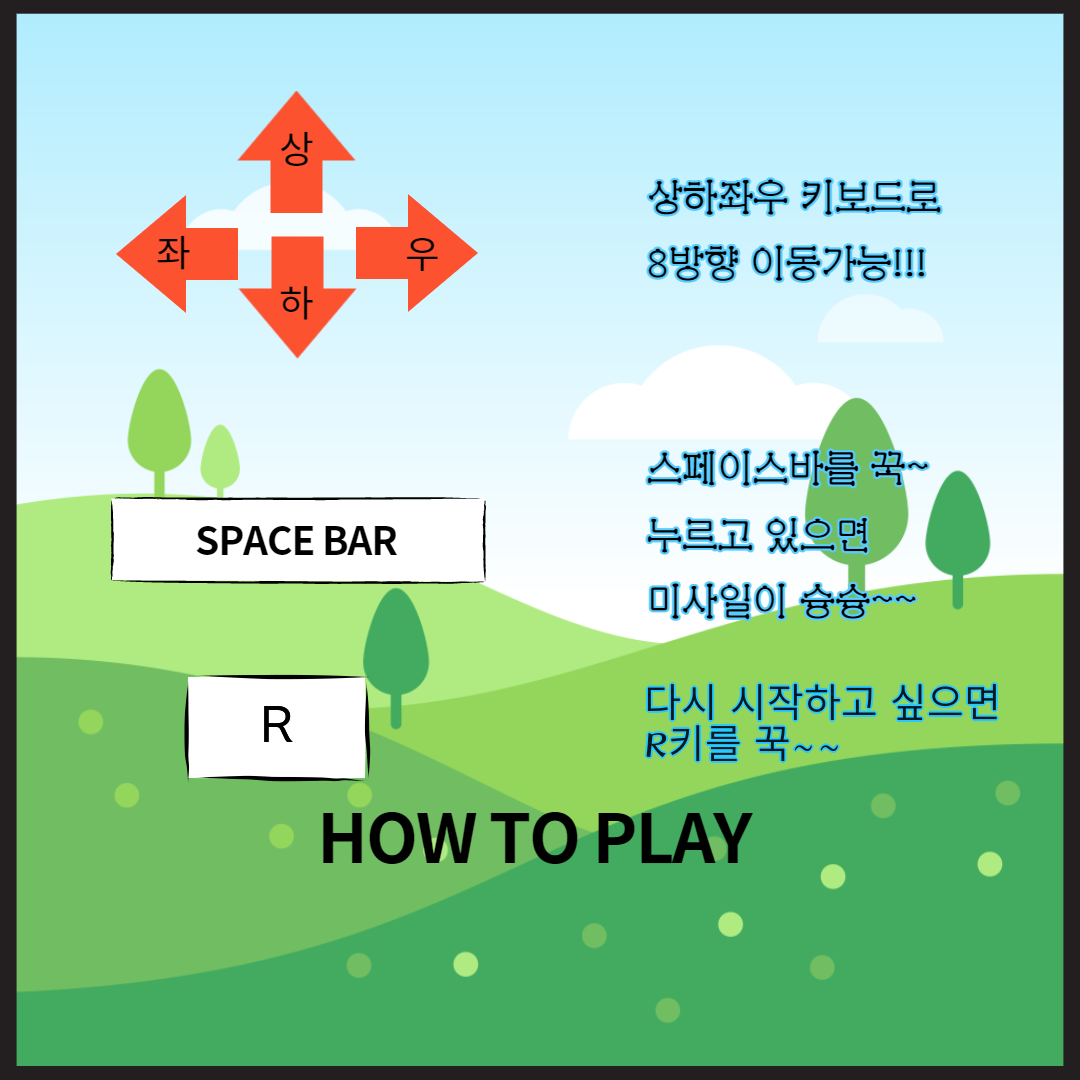 상
좌
우
하
상하좌우 키보드로
8방향 이동가능!!!
SPACE BAR
스페이스바를 꾹~
누르고 있으면
미사일이 슝슝~~
R
다시 시작하고 싶으면
R키를 꾹~~
HOW TO PLAY